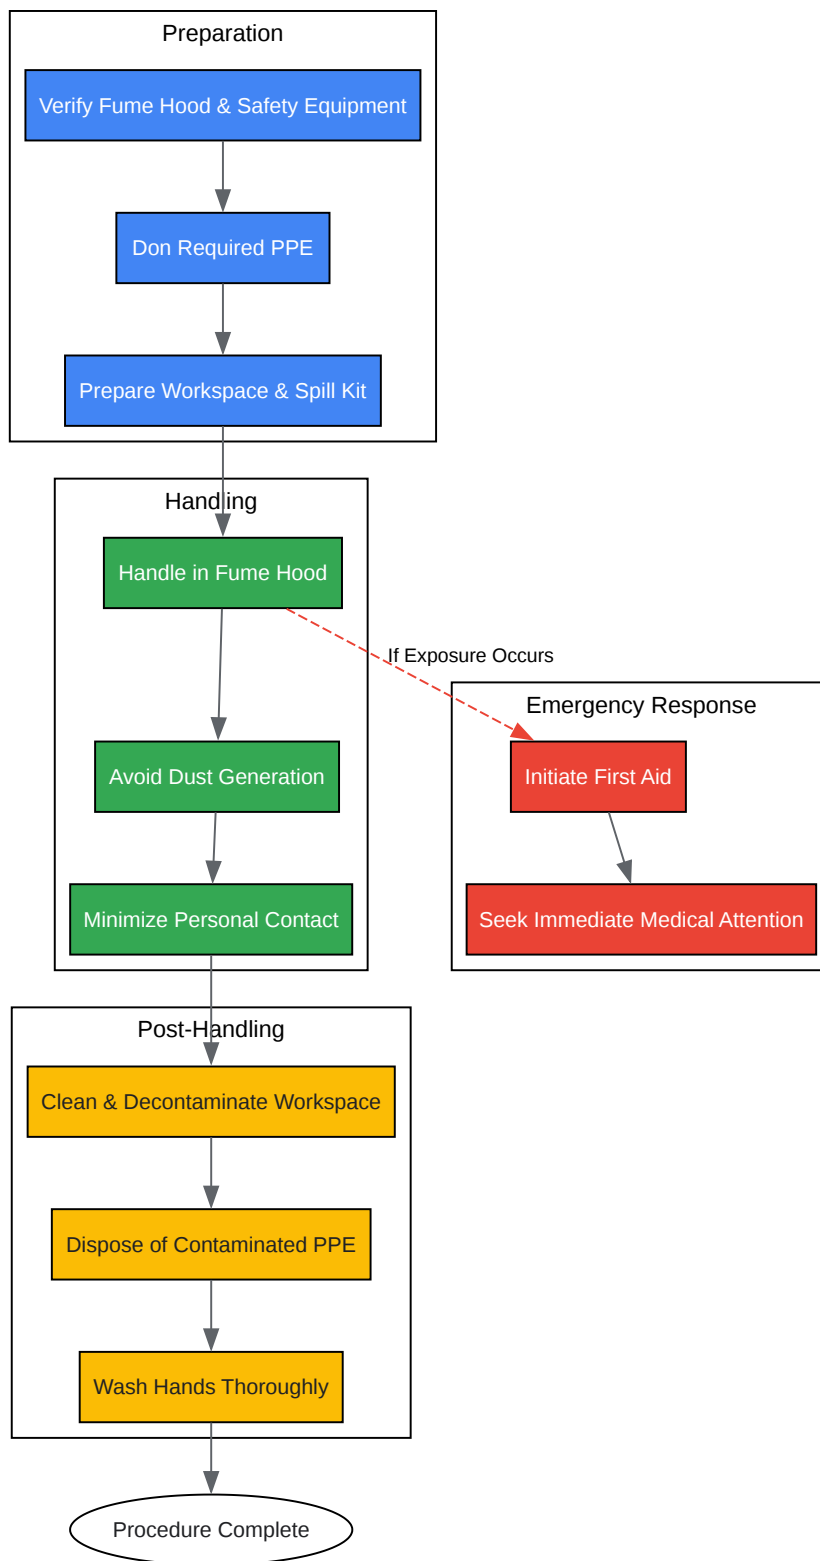 Preparation
Verify Fume Hood & Safety Equipment
Don Required PPE
Prepare Workspace & Spill Kit
Handling
Handle in Fume Hood
If Exposure Occurs
Emergency Response
Avoid Dust Generation
Initiate First Aid
Minimize Personal Contact
Seek Immediate Medical Attention
Post-Handling
Clean & Decontaminate Workspace
Dispose of Contaminated PPE
Wash Hands Thoroughly
Procedure Complete